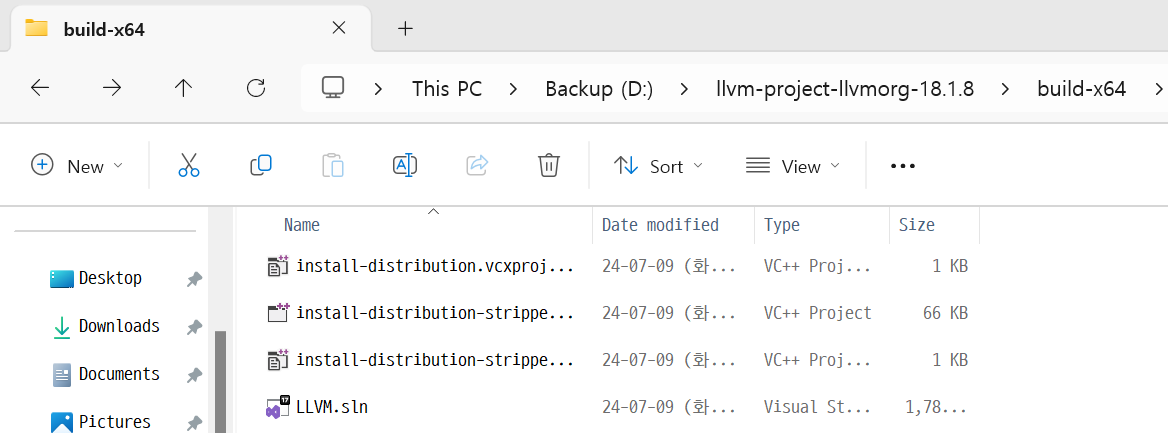 build-x64
This PC > Backup (D:) > llvm-project-llvmorg-18.1.8 > build-x64 >
New Sort View
Name Date modified Type Size
Desktop
Downloads
Documents
Pictures
install-distribution.vcxproj... 24-07-09 (화... VC++ Proj... 1 KB
install-distribution-strippe... 24-07-09 (화... VC++ Project 66 KB
install-distribution-strippe... 24-07-09 (화... VC++ Proj... 1 KB
LLVM.sln 24-07-09 (화... Visual St... 1,78...